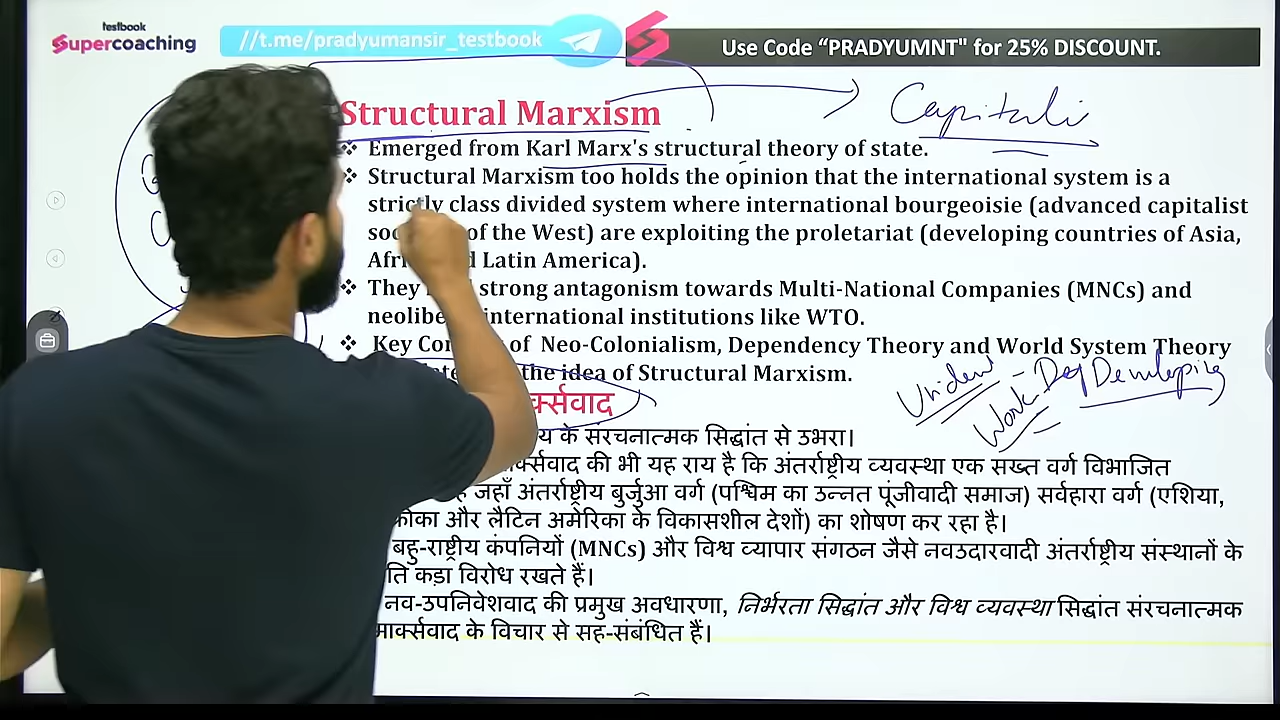 testbook
Supercoaching
//t.me/pradyumansir_testbook
Use Code “PRADYUMNT" for 25% DISCOUNT.
Structural Marxism
Capitali
❖ Emerged from Karl Marx's structural theory of state.
❖ Structural Marxism too holds the opinion that the international system is a
strictly class divided system where international bourgeoisie (advanced capitalist
of the West) are exploiting the proletariat (developing countries of Asia,
Latin America).
❖ They strong antagonism towards Multi-National Companies (MNCs) and
international institutions like WTO.
❖ Key of Neo-Colonialism, Dependency Theory and World System Theory
the idea of Structural Marxism.
Developing
Work
के संरचनात्मक सिद्धांत से उभरा।
की भी यह राय है कि अंतर्राष्ट्रीय व्यवस्था एक सख्त वर्ग विभाजित
जहाँ अंतर्राष्ट्रीय बुर्जुआ वर्ग (पश्चिम का उन्नत पूंजीवादी समाज) सर्वहारा वर्ग (एशिया,
और लैटिन अमेरिका के विकासशील देशों) का शोषण कर रहा है।
बहु-राष्ट्रीय कंपनियों (MNCs) और विश्व व्यापार संगठन जैसे नवउदारवादी अंतर्राष्ट्रीय संस्थानों के
कड़ा विरोध रखते हैं।
नव-उपनिवेशवाद की प्रमुख अवधारणा, निर्भरता सिद्धांत और विश्व व्यवस्था सिद्धांत संरचनात्मक
मार्क्सवाद के विचार से सह-संबंधित हैं।